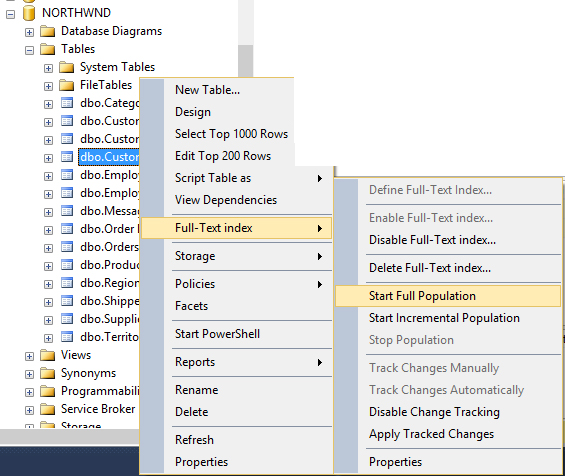 NORTHWND
Database Diagrams
Tables
System Tables
FileTables
dbo.Catego
dbo.Custor
dbo.Custor
dbo.Custor
dbo.Employ
dbo.Employ
dbo.Messag
dbo.Order
dbo.Orders
dbo.Produc
dbo.Region
dbo.Shippe
dbo.Supplie
dbo.Territo
Views
Synonyms
Programmabili
Service Broker
Storage
New Table...
Design
Select Top 1000 Rows
Edit Top 200 Rows
Script Table as
View Dependencies
Full-Text index
Storage
Policies
Facets
Start PowerShell
Reports
Rename
Delete
Refresh
Properties
Define Full-Text Index...
Enable Full-Text index...
Disable Full-Text index...
Delete Full-Text index...
Start Full Population
Start Incremental Population
Stop Population
Track Changes Manually
Track Changes Automatically
Disable Change Tracking
Apply Tracked Changes
Properties